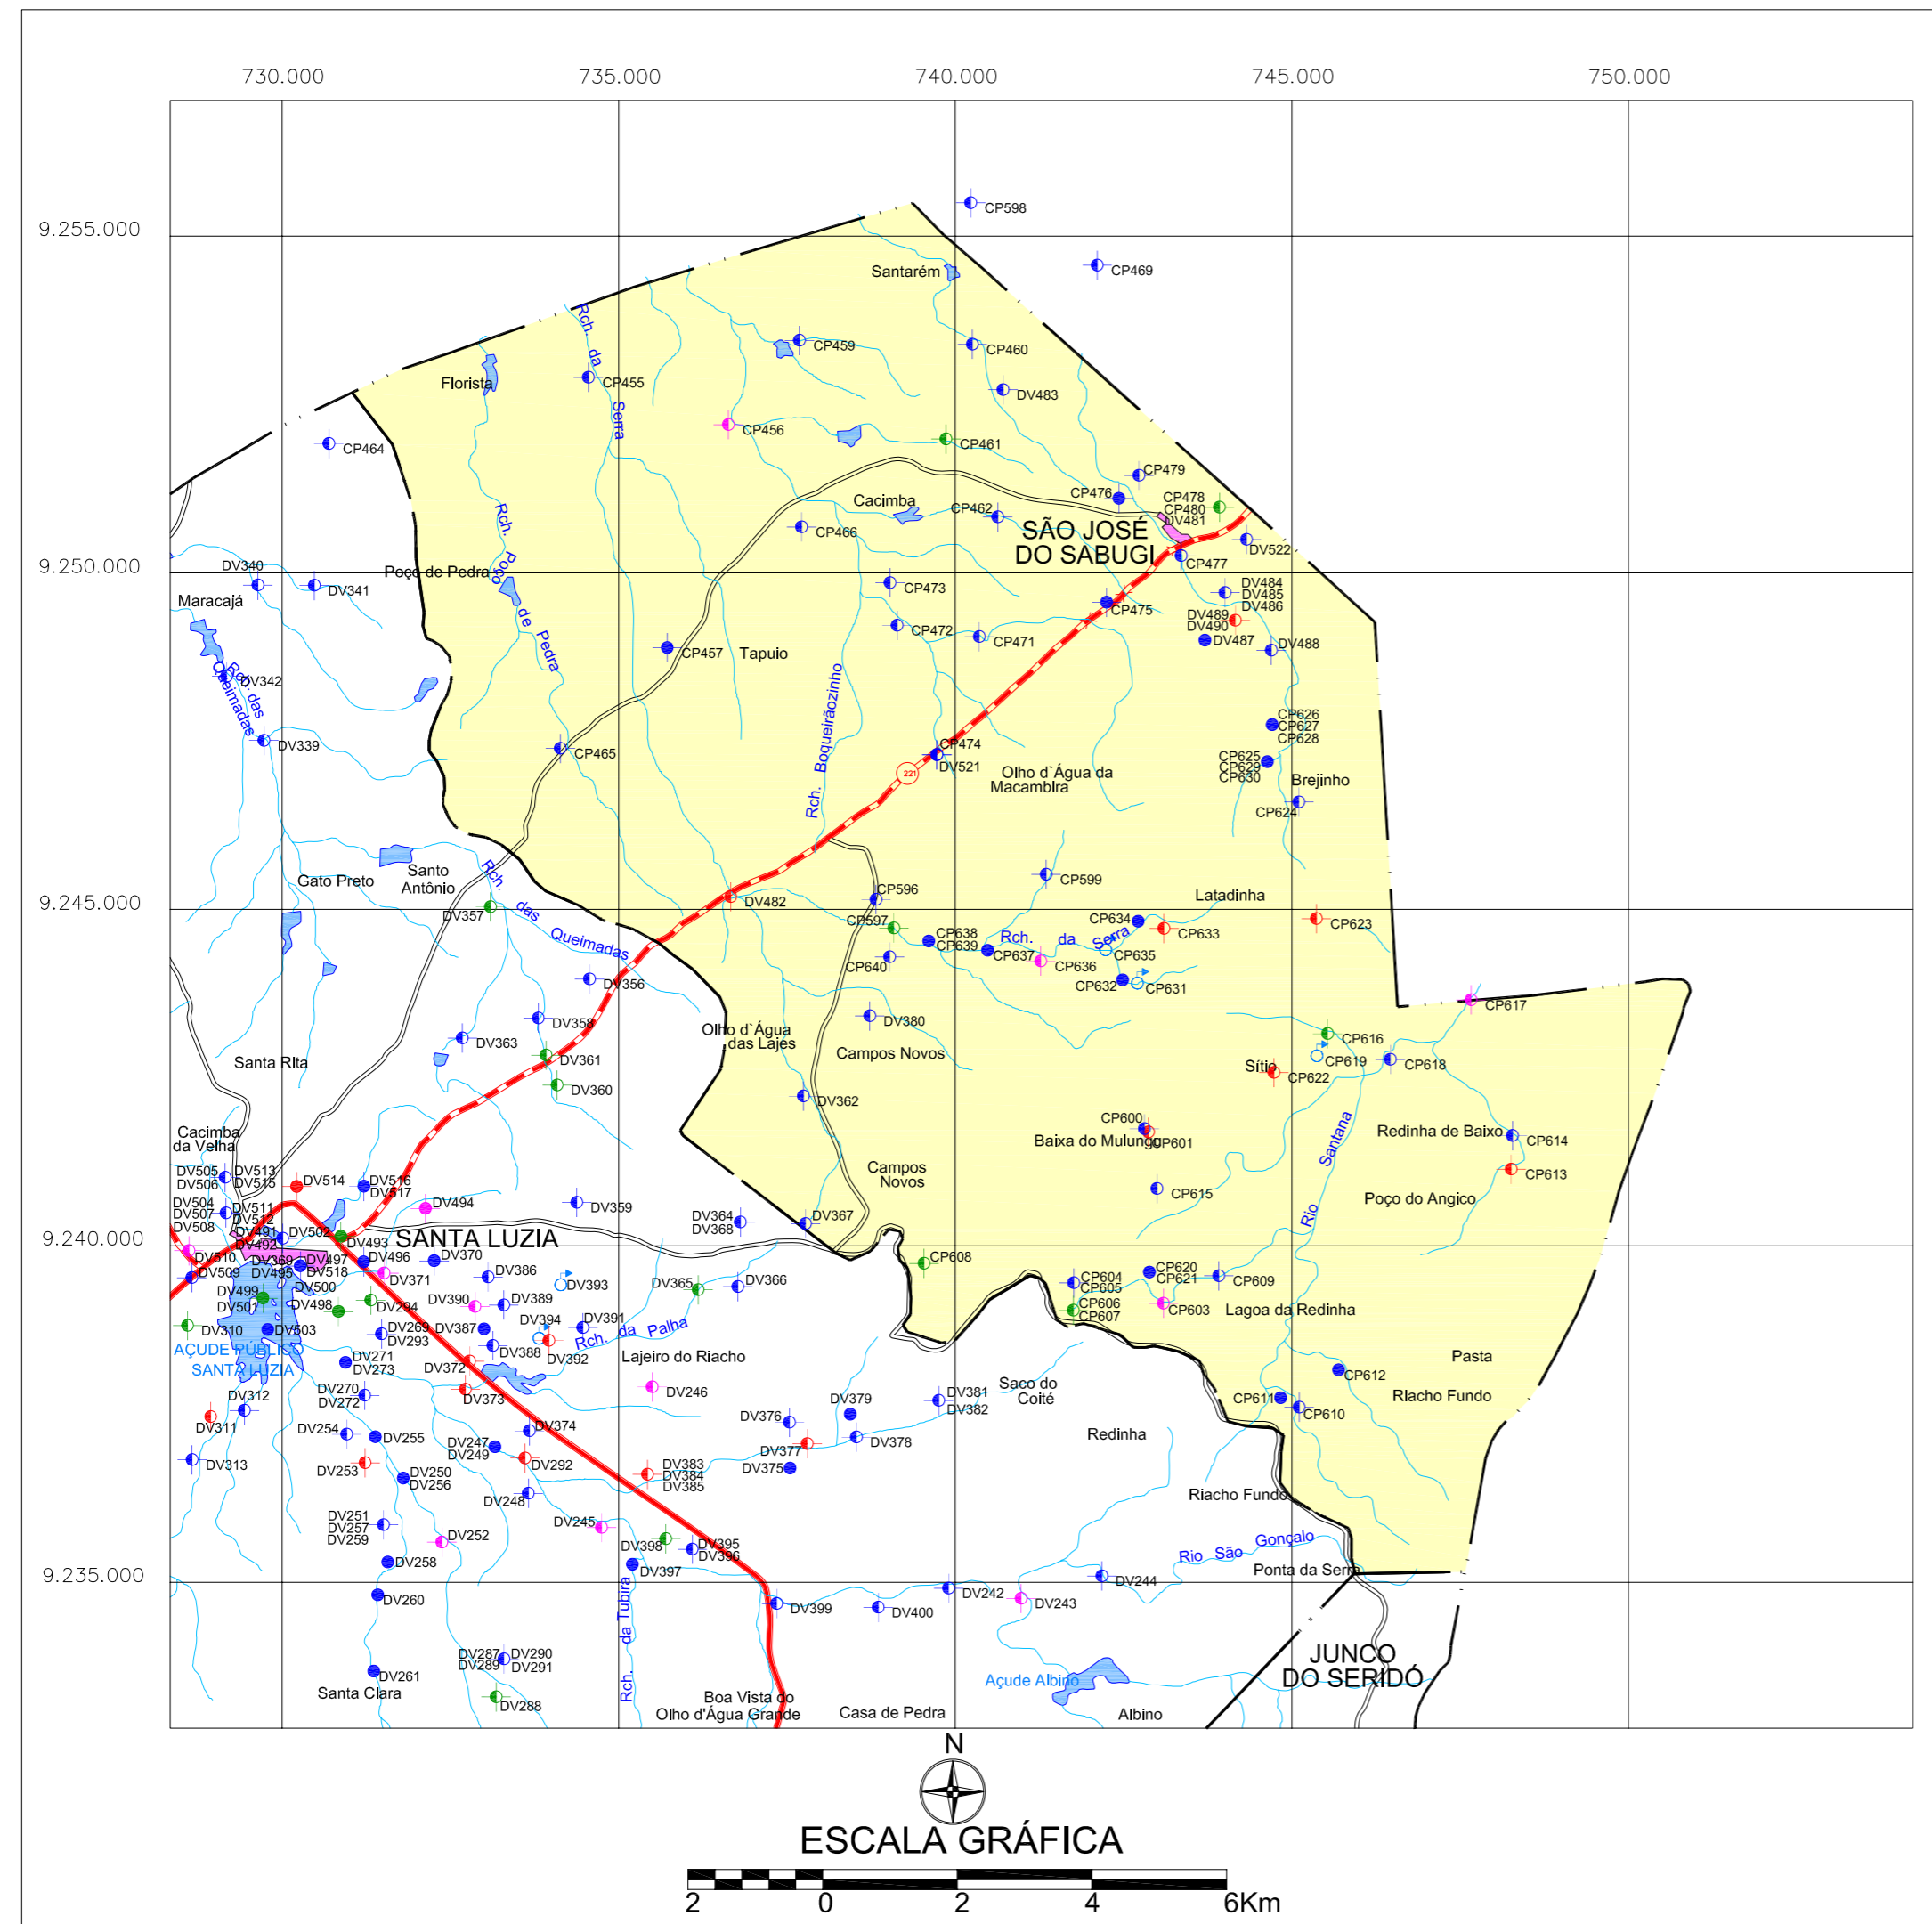 730.000
735.000
740.000
745.000
750.000
9.255.000
9.250.000
9.245.000
9.240.000
9.235.000
CP598
CP469
Santarém
Rch. da Serra
CP459
CP460
Florista
CP455
DV483
CP456
CP461
CP464
CP479
CP476
CP478
CP480
DV481
Cacimba
CP462
CP466
SÃO JOSÉ
DO SABUGI
DV522
CP477
Rch. Poço de Pedra
Poço de Pedra
DV340
DV341
Maracajá
CP473
DV484
DV485
DV486
CP475
DV489
DV490
CP472
CP471
DV487
DV488
CP457
Tapuio
Rch. das
Queimadas
DV342
CP626
CP627
CP628
DV339
CP465
Rch. Boqueirãozinho
CP474
DV521
221
Olho d`Água da
Macambira
CP625
CP629
CP630
Brejinho
CP624
Gato Preto
Santo
Antônio
Rch. das Queimadas
CP599
Latadinha
DV357
DV482
CP596
CP597
CP634
CP633
CP623
CP638
CP639
Rch. da Serra
CP637
CP636
CP635
CP640
CP632
CP631
DV356
CP617
DV358
DV363
DV380
Olho d`Água
das Lajes
Campos Novos
CP616
CP619
CP618
Sítio
CP622
Santa Rita
DV361
DV360
DV362
CP600
CP601
Baixa do Mulungo
Rio Santana
Redinha de Baixo
CP614
CP613
Cacimba
da Velha
Campos
Novos
CP615
Poço do Angico
DV505
DV506
DV513
DV515
DV514
DV516
DV517
DV494
DV359
DV504
DV507
DV508
DV511
DV512
DV491
DV492
DV502
DV493
SANTA LUZIA
DV364
DV368
DV367
DV510
DV509
DV369
DV495
DV497
DV518
DV496
DV370
DV371
DV386
DV393
DV365
DV366
CP608
CP604
CP605
CP620
CP621
CP609
CP606
CP607
CP603
Lagoa da Redinha
DV499
DV501
DV500
DV498
DV294
DV390
DV389
DV310
DV503
DV269
DV293
DV387
DV394
DV391
Rch. da Palha
DV388
DV392
AÇUDE PÚBLICO
SANTA LUZIA
DV271
DV273
DV372
Lajeiro do Riacho
Pasta
CP612
DV312
DV270
DV272
DV373
DV246
DV379
DV381
DV382
Saco do
Coité
CP611
CP610
Riacho Fundo
DV311
DV254
DV255
DV374
DV376
DV378
Redinha
DV247
DV249
DV377
DV313
DV253
DV292
DV375
DV250
DV256
DV383
DV384
DV385
DV248
Riacho Fundo
DV251
DV257
DV259
DV252
DV245
DV398
DV395
DV396
Rio São Gonçalo
DV258
DV397
Ponta da Serra
DV244
DV260
DV399
DV400
DV242
DV243
Rch. da Tubira
DV287
DV289
DV290
DV291
JUNCO
DO SERIDÓ
DV261
Açude Albino
Santa Clara
DV288
Boa Vista do
Olho d'Água Grande
Casa de Pedra
Albino
N
ESCALA GRÁFICA
2 0 2 4 6Km